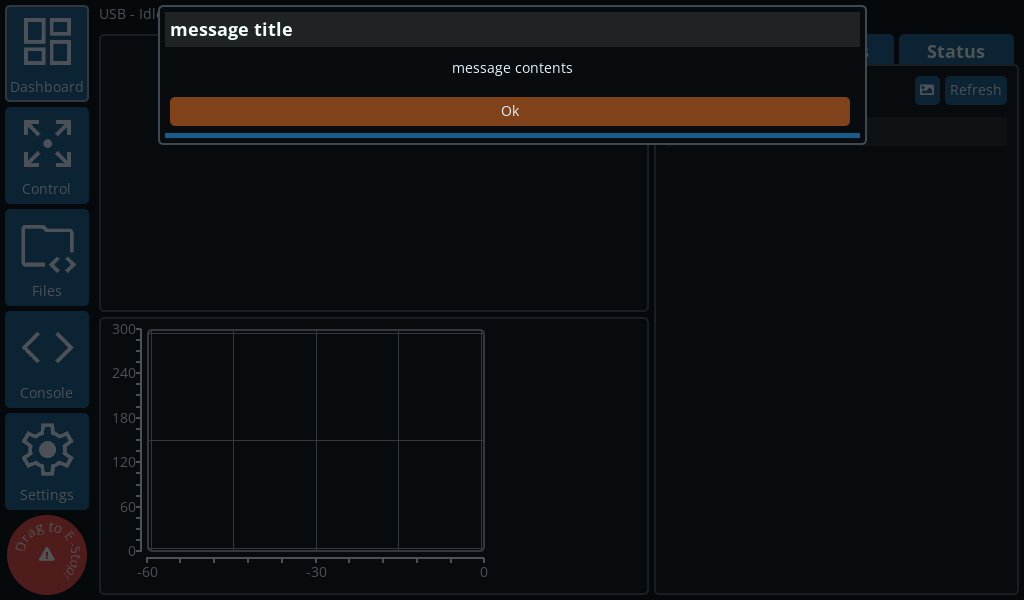 USB - Idle
message title
message contents
Ok
Status
Refresh
Dashboard
Control
Files
Console
Settings
Drag to E-Stop!
300
240
180
120
60
0
-60
-30
0